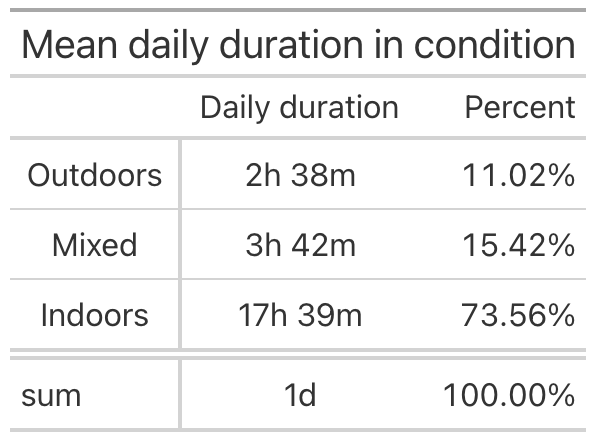 Mean daily duration in condition
Daily duration Percent
Outdoors 2h 38m 11.02%
Mixed 3h 42m 15.42%
Indoors 17h 39m 73.56%
sum 1d 100.00%